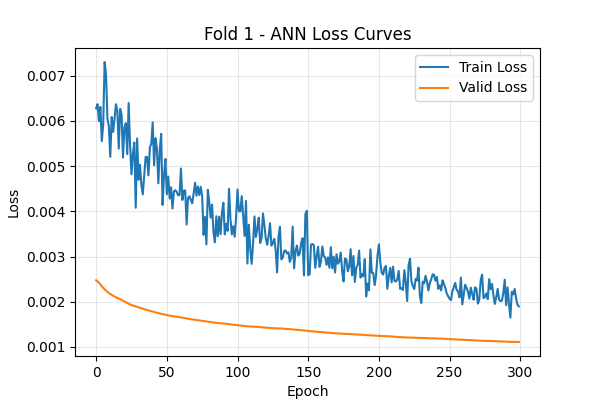 Fold 1 - ANN Loss Curves
Train Loss
Valid Loss
Loss
0.007
0.006
0.005
0.004
0.003
0.002
0.001
0 50 100 150 200 250 300
Epoch